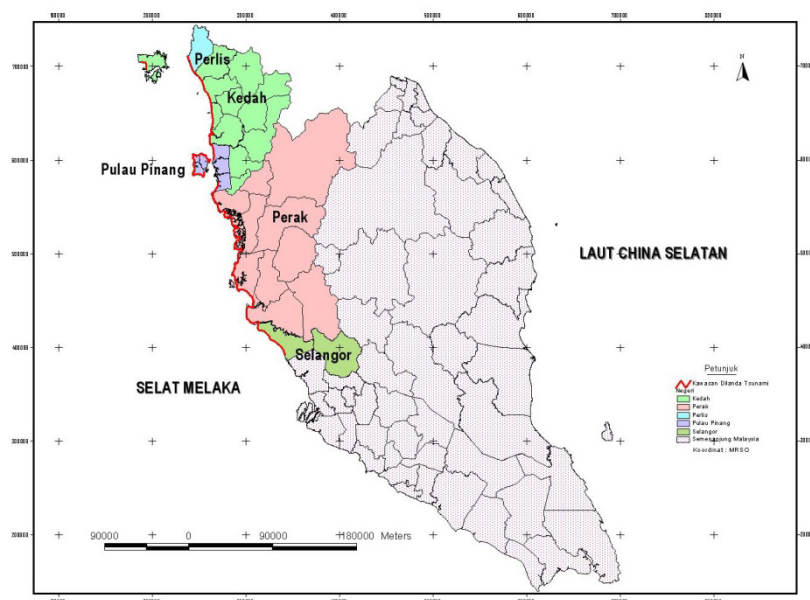 Perlis
Kedah
Pulau Pinang
Perak
Selangor
LAUT CHINA SELATAN
SELAT MELAKA
N
Petunjuk
Kawasan Dilanda Tsunami
Negeri
Kedah
Perak
Perlis
Pulau Pinang
Selangor
Semenanjung Malaysia
Koordinat : MRSO
90000 0 90000 180000 Meters